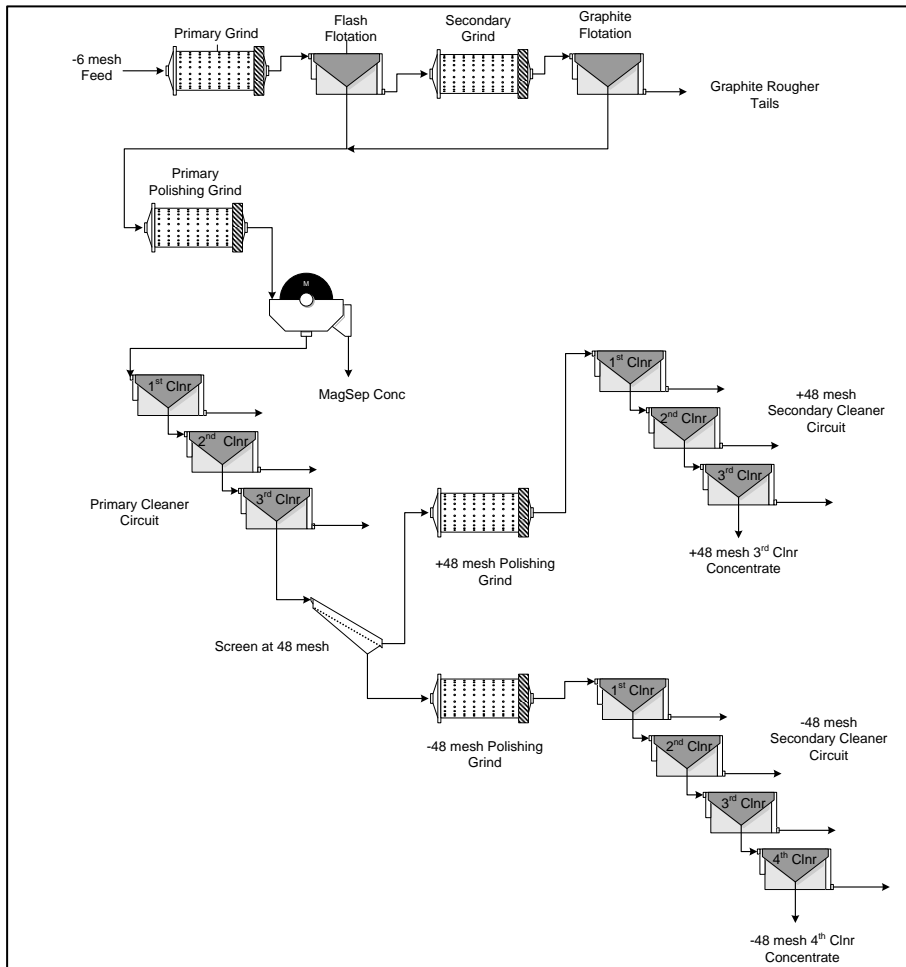 Primary Grind
Flash
Flotation
Secondary
Grind
Graphite
Flotation
-6 mesh
Feed
Graphite Rougher
Tails
Primary
Polishing Grind
M
MagSep Conc
1st Clnr
2nd Clnr
3rd Clnr
Primary Cleaner
Circuit
1st Clnr
2nd Clnr
3rd Clnr
+48 mesh
Secondary Cleaner
Circuit
+48 mesh Polishing
Grind
+48 mesh 3rd Clnr
Concentrate
Screen at 48 mesh
-48 mesh Polishing
Grind
1st Clnr
2nd Clnr
3rd Clnr
4th Clnr
-48 mesh
Secondary Cleaner
Circuit
-48 mesh 4th Clnr
Concentrate